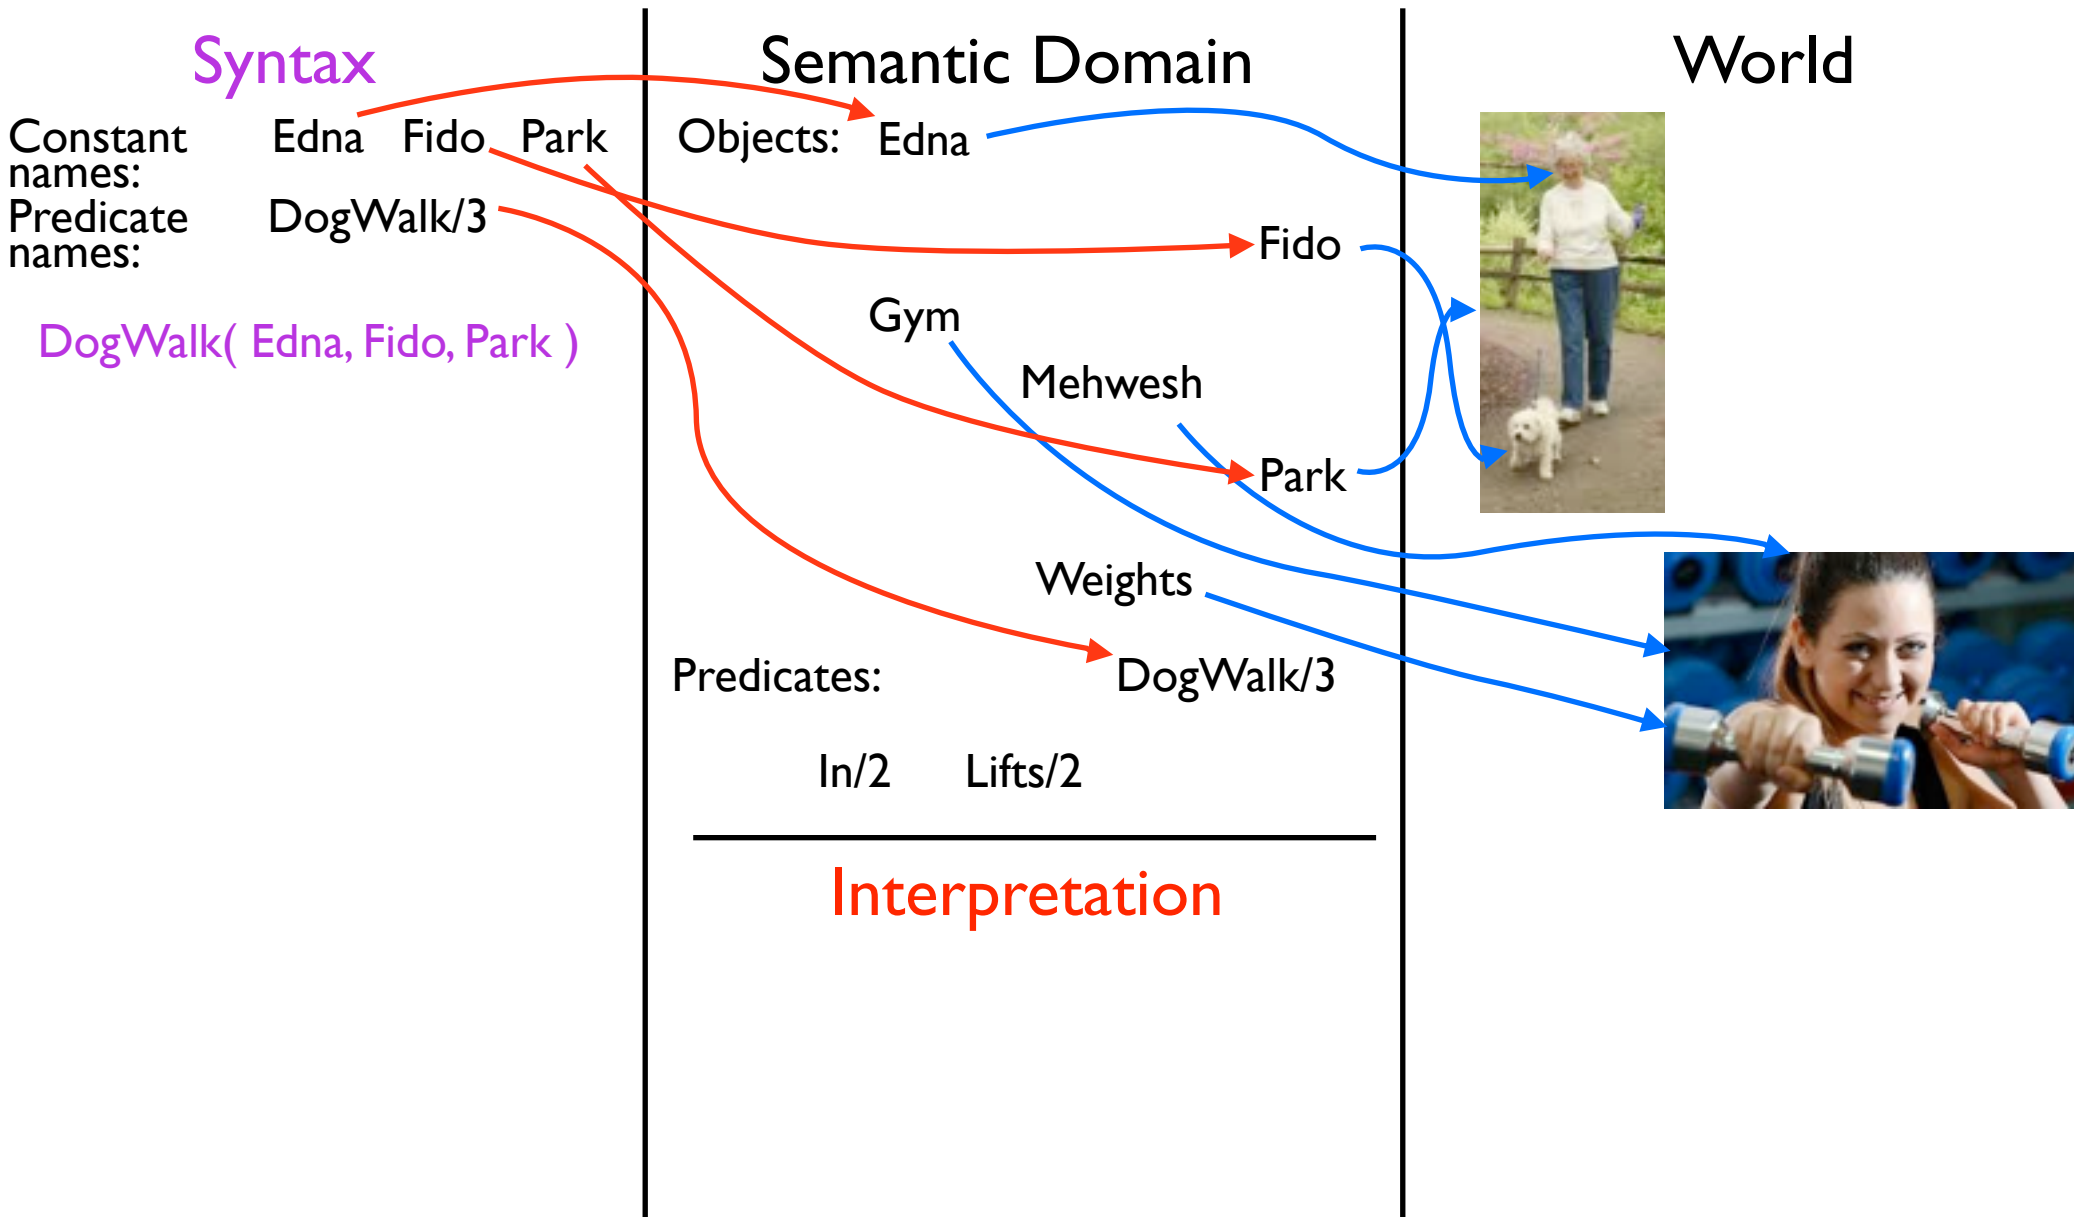 Syntax
Constant names: Edna Fido Park
Predicate names: DogWalk/3
DogWalk( Edna, Fido, Park )
Semantic Domain
Objects: Edna
Fido
Gym
Mehwesh
Park
Weights
Predicates: DogWalk/3
In/2 Lifts/2
Interpretation
World